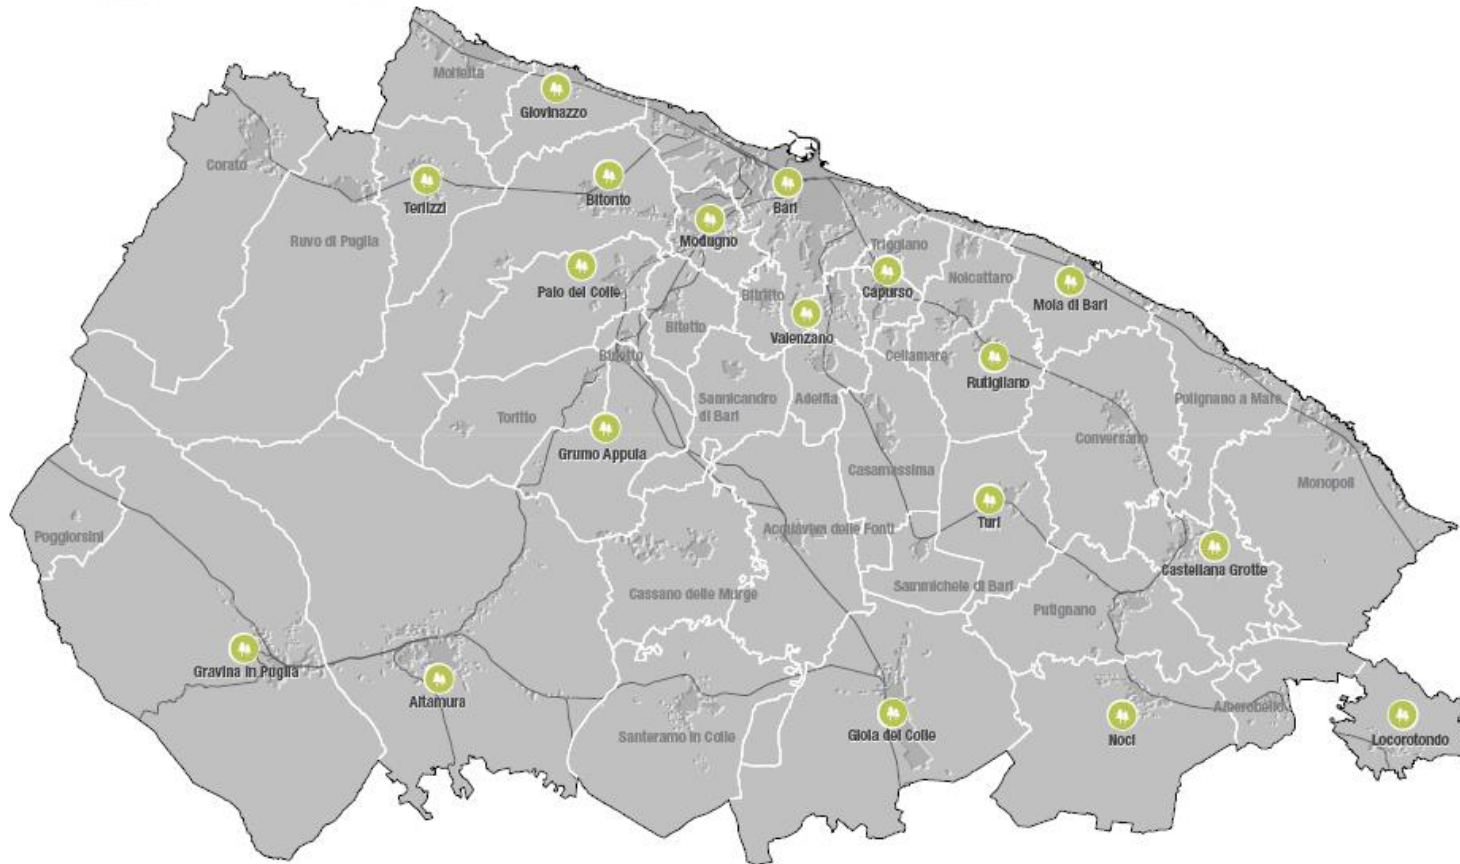 Molfetta
Giovinazzo
Corato
Terlizzi
Bitonto
Bari
Modugno
Ruvo di Puglia
Triggiano
Palo del Colle
Capurso
Noicattaro
Mola di Bari
Bitritto
Bitetto
Valenzano
Binetto
Cellamare
Rutigliano
Toritto
Sannicandro
di Bari
Adelfia
Polignano a Mare
Grumo Appula
Conversano
Casamassima
Monopoli
Poggiorsini
Acquaviva delle Fonti
Turi
Castellana Grotte
Cassano delle Murge
Sammichele di Bari
Putignano
Gravina in Puglia
Altamura
Santeramo in Colle
Gioia del Colle
Noci
Alberobello
Locorotondo